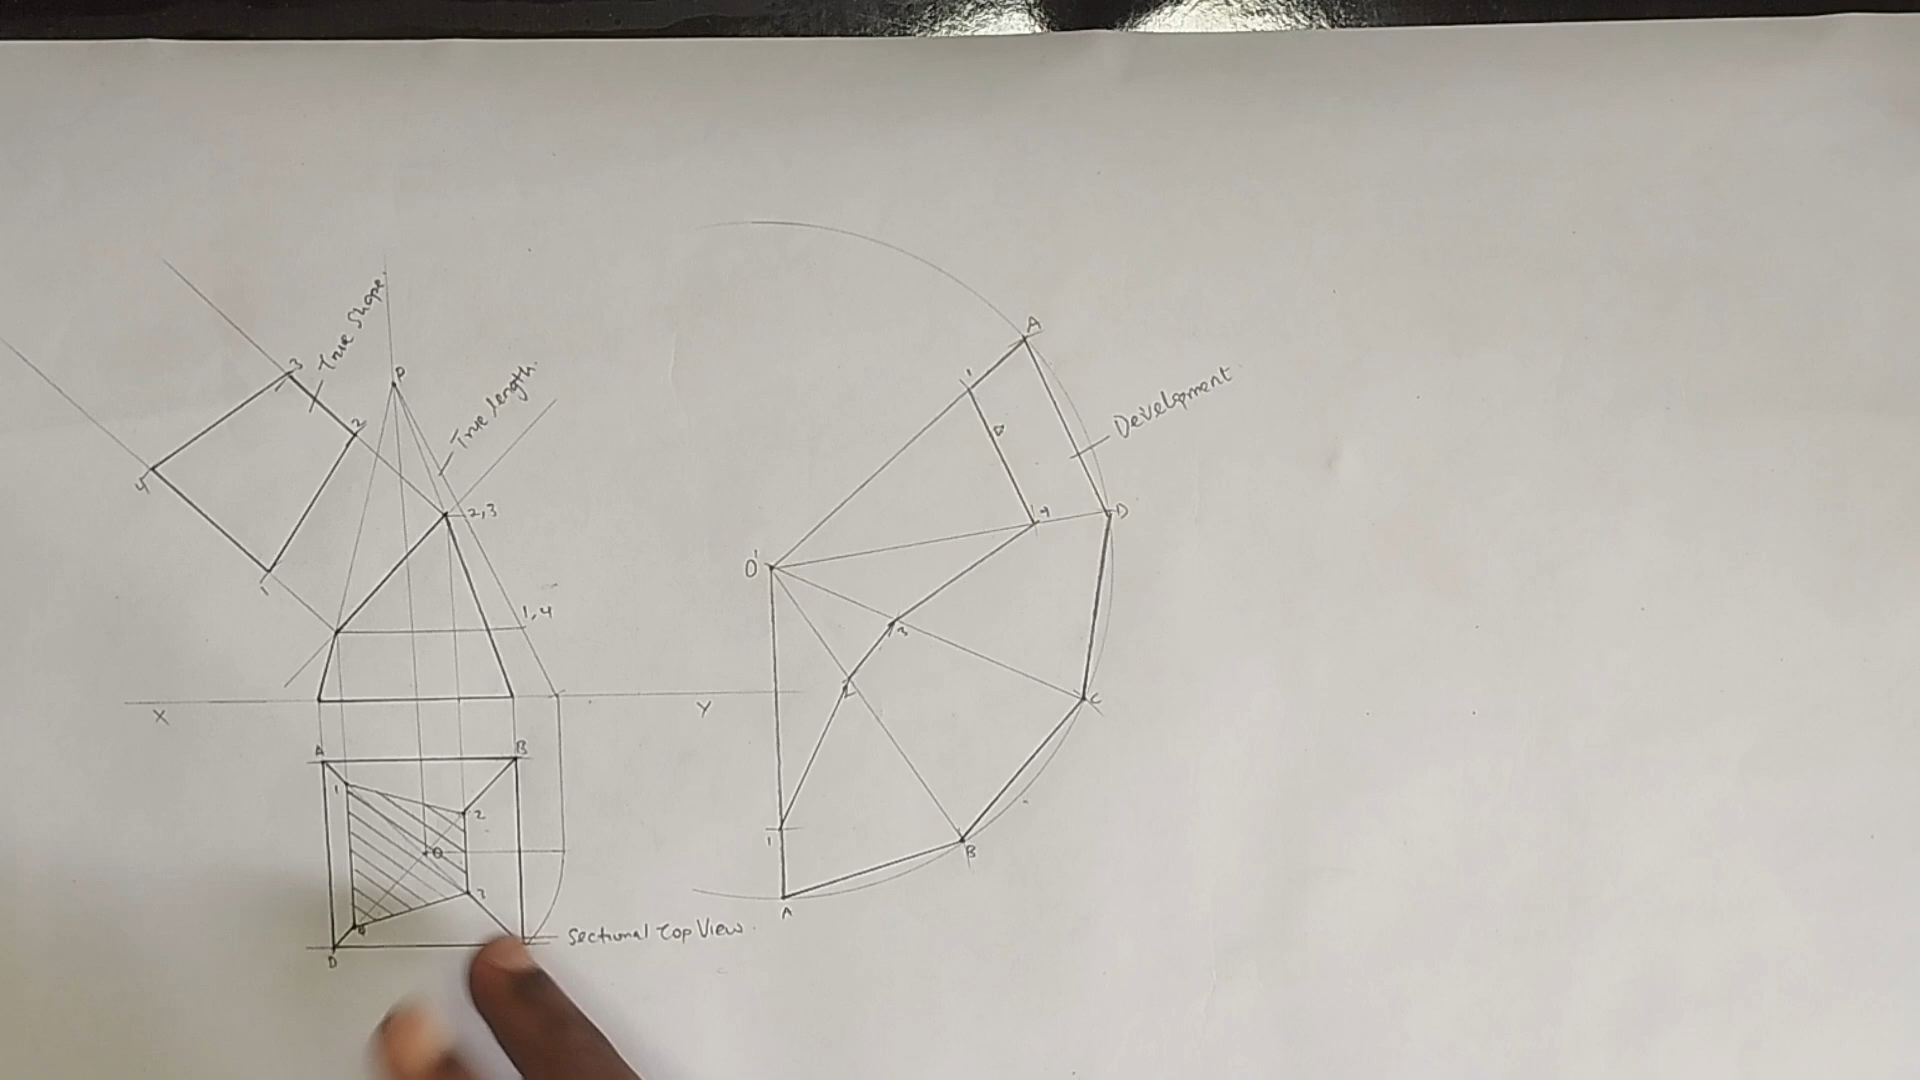 True Shape.
P
True length.
3
2
4
1
2,3
1,4
X
Y
A
B
1
2
O
3
4
D
Sectional Top View.
A
1
Development
4
D
O'
3
2
C
1
B
A